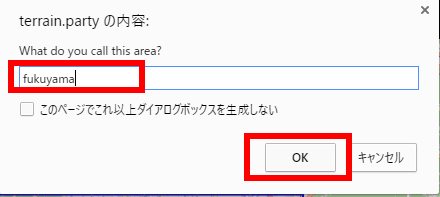 terrain.party の内容:
What do you call this area?
fukuyama
このページでこれ以上ダイアログボックスを生成しない
OK キャンセル